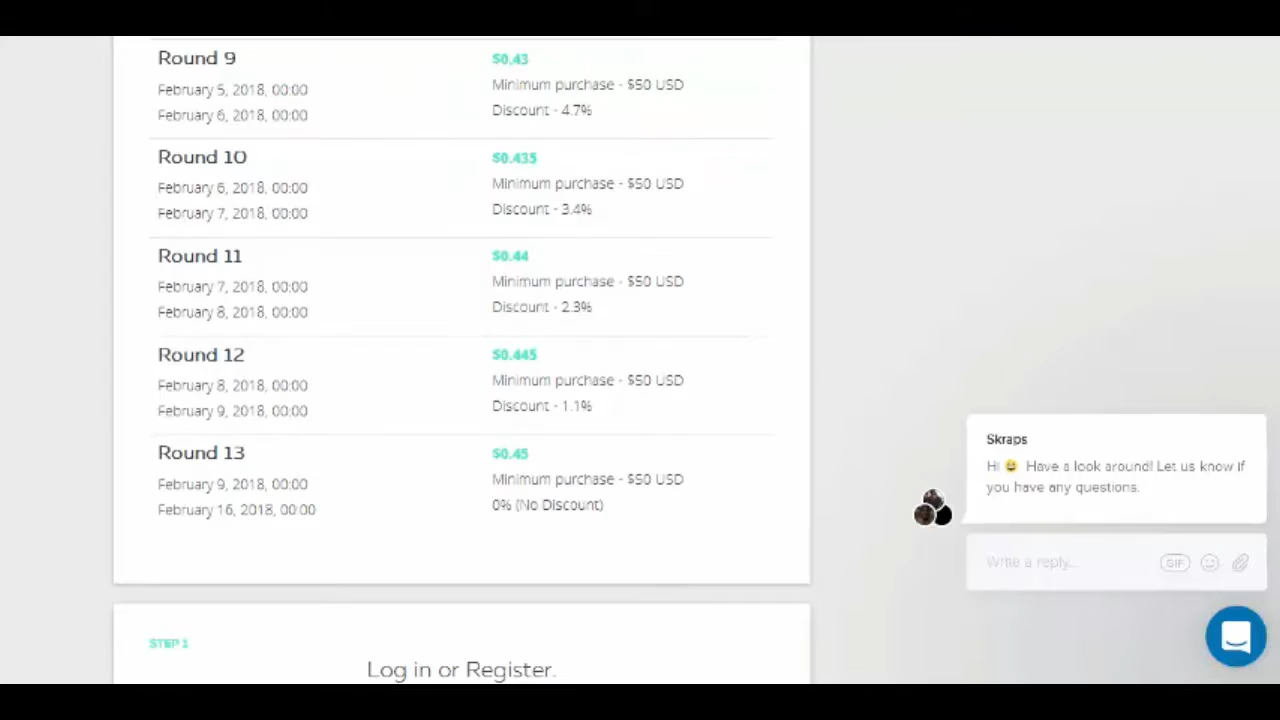 Round 9
$0.43
February 5, 2018, 00:00
Minimum purchase - $50 USD
February 6, 2018, 00:00
Discount - 4.7%
Round 10
$0.435
February 6, 2018, 00:00
Minimum purchase - $50 USD
February 7, 2018, 00:00
Discount - 3.4%
Round 11
$0.44
February 7, 2018, 00:00
Minimum purchase - $50 USD
February 8, 2018, 00:00
Discount - 2.3%
Round 12
$0.445
February 8, 2018, 00:00
Minimum purchase - $50 USD
February 9, 2018, 00:00
Discount - 1.1%
Round 13
$0.45
February 9, 2018, 00:00
Minimum purchase - $50 USD
February 16, 2018, 00:00
0% (No Discount)
STEP 1
Log in or Register.
Skraps
Hi 😄 Have a look around! Let us know if
you have any questions.
Write a reply...
GIF